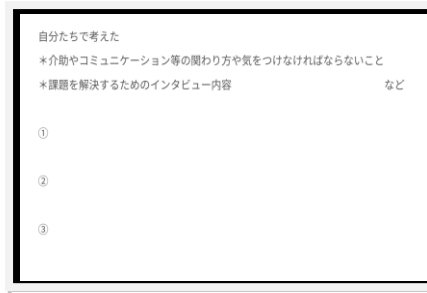 自分たちで考えた
＊介助やコミュニケーション等の関わり方や気をつけなければならないこと
＊課題を解決するためのインタビュー内容　など
①
②
③